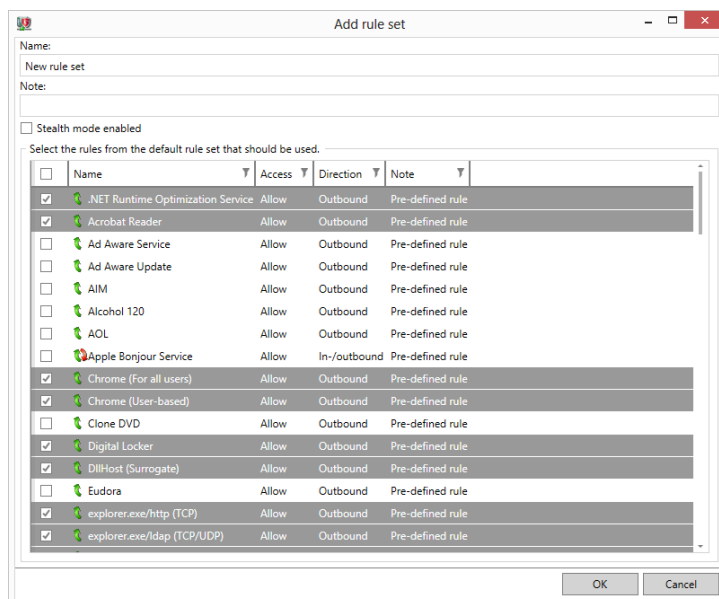 Add rule set
Name:
New rule set
Note:
Stealth mode enabled
Select the rules from the default rule set that should be used.
Name Access Direction Note
.NET Runtime Optimization Service Allow Outbound Pre-defined rule
Acrobat Reader Allow Outbound Pre-defined rule
Ad Aware Service Allow Outbound Pre-defined rule
Ad Aware Update Allow Outbound Pre-defined rule
AIM Allow Outbound Pre-defined rule
Alcohol 120 Allow Outbound Pre-defined rule
AOL Allow Outbound Pre-defined rule
Apple Bonjour Service Allow In-/outbound Pre-defined rule
Chrome (For all users) Allow Outbound Pre-defined rule
Chrome (User-based) Allow Outbound Pre-defined rule
Clone DVD Allow Outbound Pre-defined rule
Digital Locker Allow Outbound Pre-defined rule
DllHost (Surrogate) Allow Outbound Pre-defined rule
Eudora Allow Outbound Pre-defined rule
explorer.exe/http (TCP) Allow Outbound Pre-defined rule
explorer.exe/ldap (TCP/UDP) Allow Outbound Pre-defined rule
OK Cancel